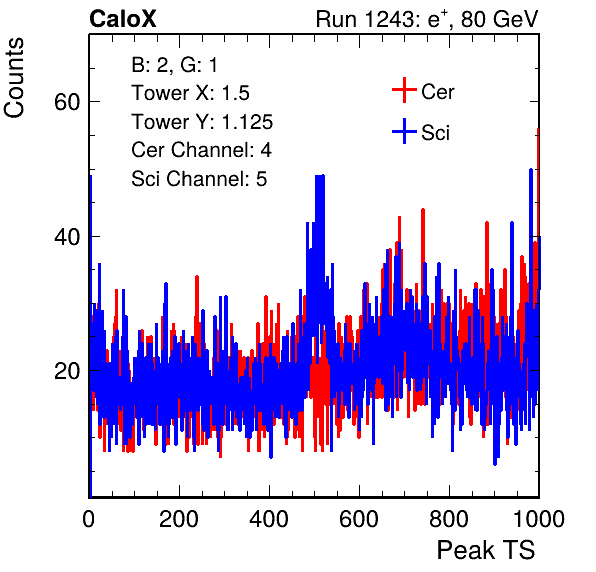 CaloX Run 1243: e+, 80 GeV
Counts
B: 2, G: 1
Tower X: 1.5
Tower Y: 1.125
Cer Channel: 4
Sci Channel: 5
Cer
Sci
60
40
20
0 200 400 600 800 1000
Peak TS